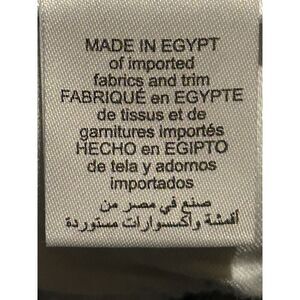 MADE IN EGYPT
of imported
fabrics and trim
FABRIQUÉ en EGYPTE
de tissus et de
garnitures importés
HECHO en EGIPTO
de tela y adornos
importados
صنع في مصر من
أقمشة واكسسوارات مستوردة